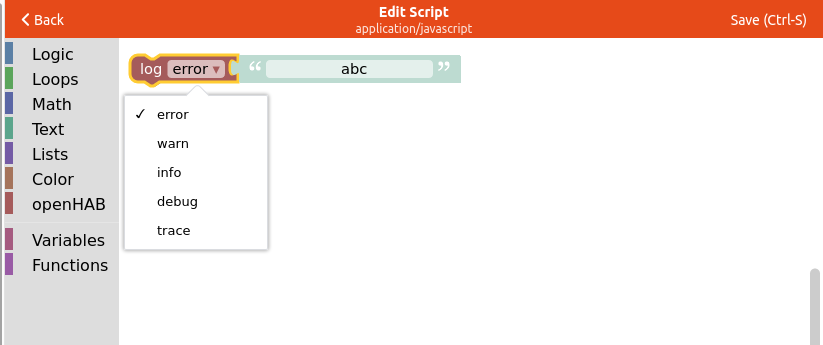 Back
Edit Script
application/javascript
Save (Ctrl-S)
Logic
Loops
Math
Text
Lists
Color
openHAB
Variables
Functions
log error ▾ “ abc ”
✓ error
warn
info
debug
trace